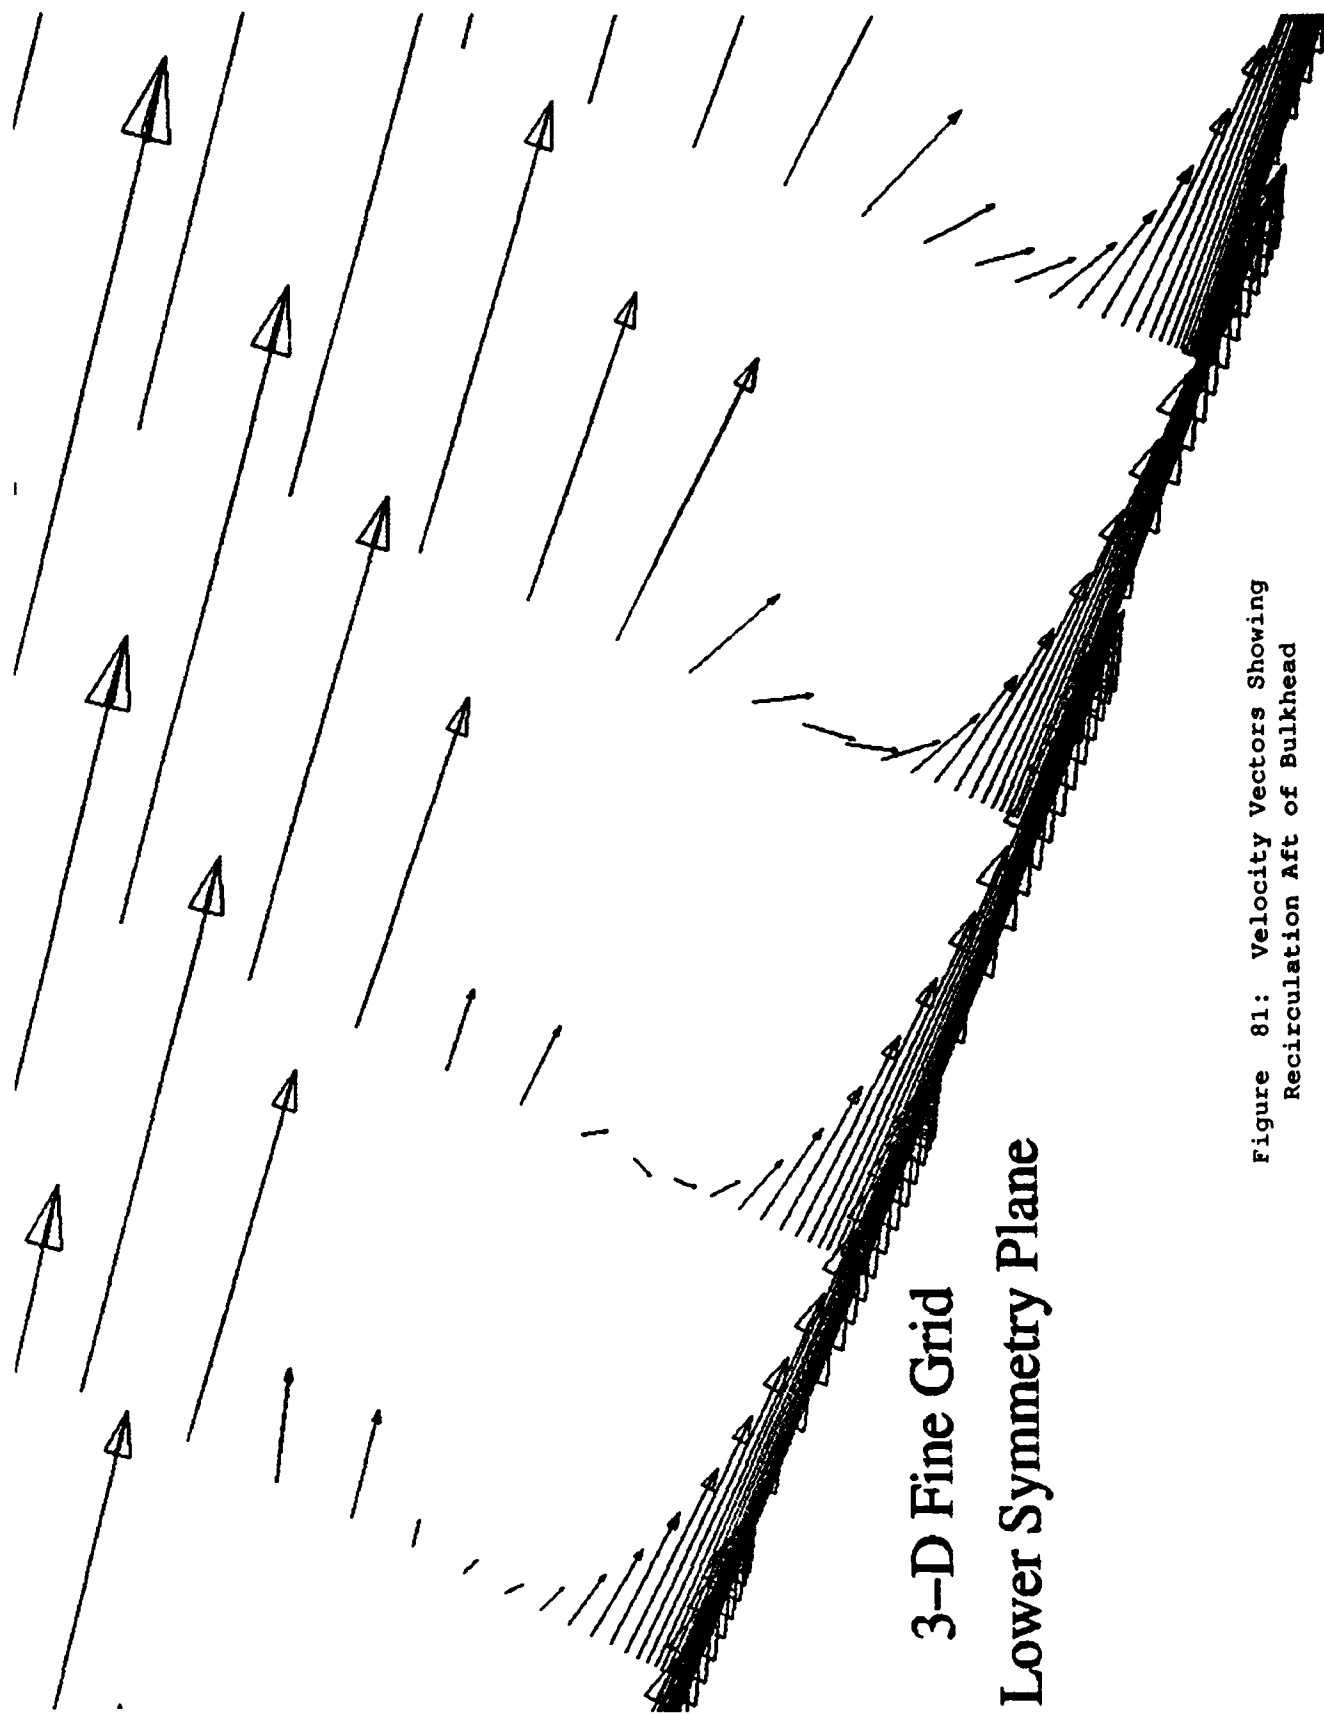 3–D Fine Grid
Lower Symmetry Plane
Figure 81: Velocity Vectors Showing
Recirculation Aft of Bulkhead